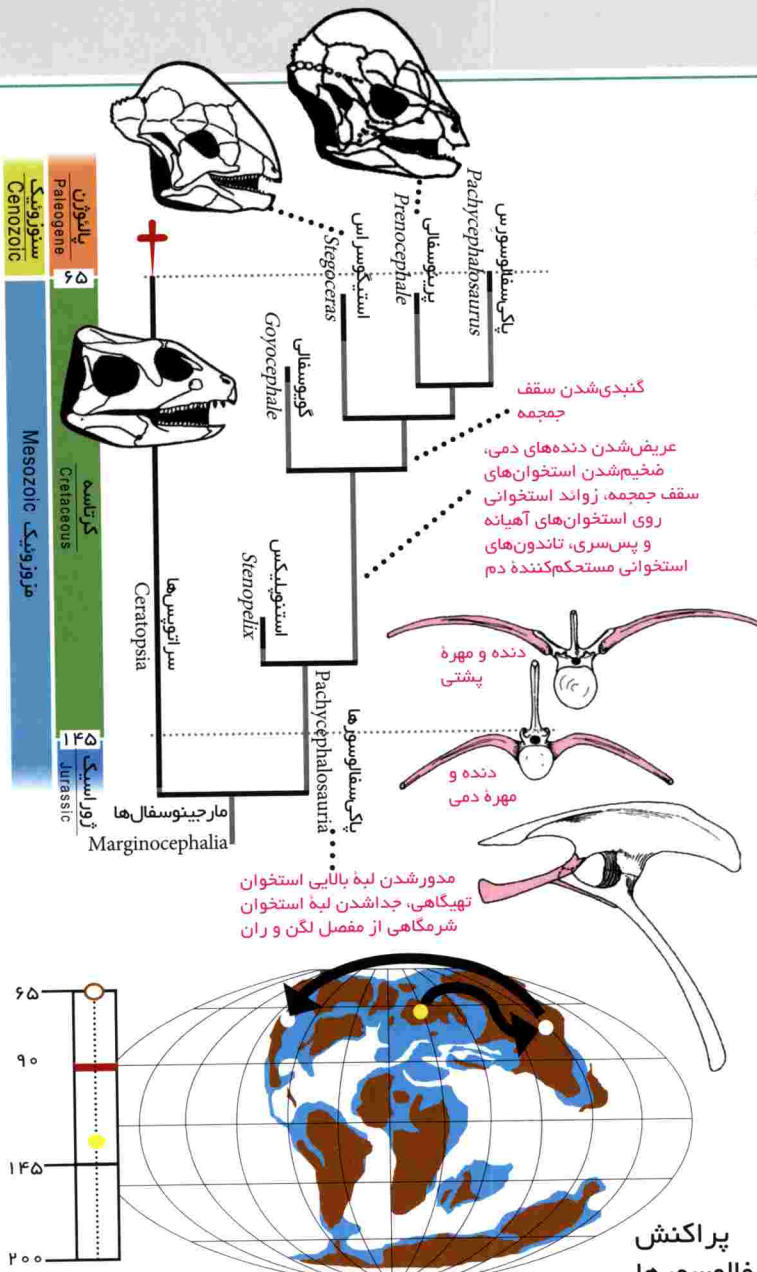 سنوزوئیک
Cenozoic
پالئوژن
Paleogene
۶۵
مزوزوئیک Mesozoic
کرتاسه
Cretaceous
۱۴۵
ژوراسیک
Jurassic
پاکی‌سفالوسورس
Pachycephalosaurus
پرینوسفالی
Prenocephale
استیگوسراس
Stegoceras
گویوسفالی
Goyocephale
استنوپلیکس
Stenopelix
سراتوپس‌ها
Ceratopsia
پاکی‌سفالوسورها
Pachycephalosauria
مارجینوسفال‌ها
Marginocephalia
گنبدی‌شدن سقف
جمجمه
عریض‌شدن دنده‌های دمی،
ضخیم‌شدن استخوان‌های
سقف جمجمه، زوائد استخوانی
روی استخوان‌های آهیانه
و پس‌سری، تاندون‌های
استخوانی مستحکم‌کنندهٔ دم
دنده و مهرهٔ
پشتی
دنده و
مهرهٔ دمی
مدورشدن لبهٔ بالایی استخوان
تهیگاهی، جداشدن لبهٔ استخوان
شرمگاهی از مفصل لگن و ران
۶۵
۹۰
۱۴۵
۲۰۰
پراکنش